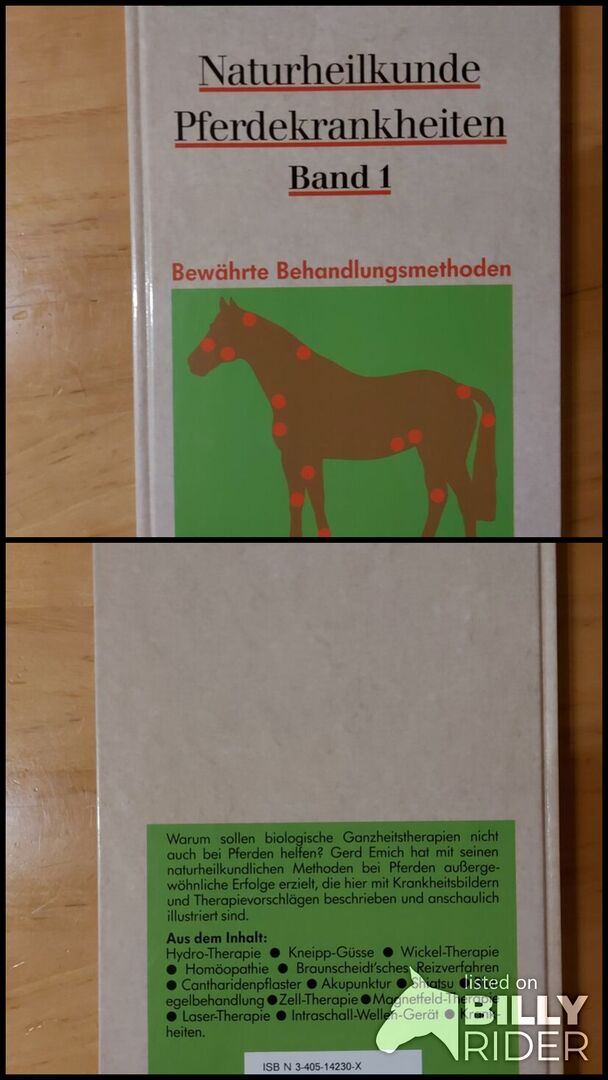 Naturheilkunde
Pferdekrankheiten
Band 1
Bewährte Behandlungsmethoden
Warum sollen biologische Ganzheitstherapien nicht
auch bei Pferden helfen? Gerd Emich hat mit seinen
naturheilkundlichen Methoden bei Pferden außerge-
wöhnliche Erfolge erzielt, die hier mit Krankheitsbildern
und Therapievorschlägen beschrieben und anschaulich
illustriert sind.
Aus dem Inhalt:
Hydro-Therapie ● Kneipp-Güsse ● Wickel-Therapie
● Homöopathie ● Braunscheidt'sches Reizverfahren
● Cantharidenpflaster ● Akupunktur ● Shiatsu ●
egelbehandlung ● Zell-Therapie ● Magnetfeld-Therapie
● Laser-Therapie ● Intraschall-Wellen-Gerät ● Krank-
heiten.
ISB N 3-405-14230-X
listed on
BILLY
RIDER